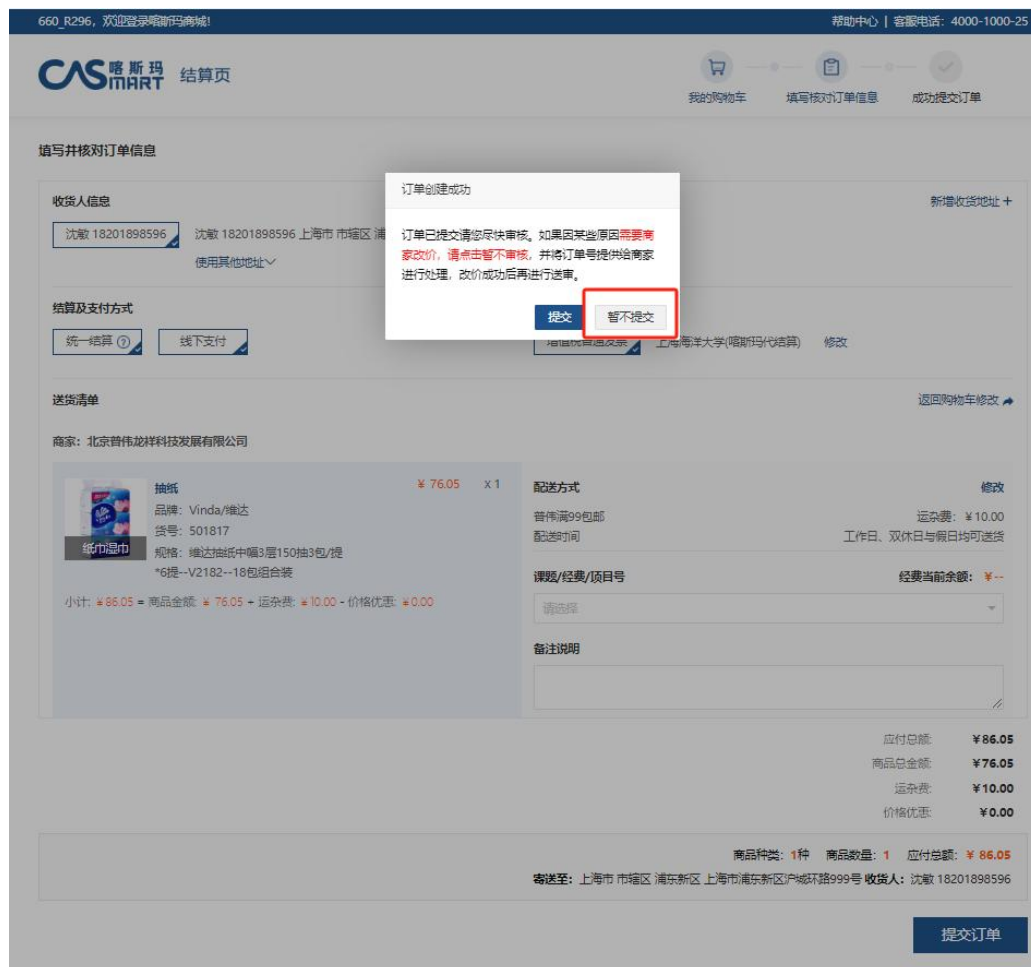 660_R296，欢迎登录喀斯玛商城!
帮助中心 | 客服电话：4000-1000-25
CAS MART 喀斯玛 结算页
我的购物车 填写核对订单信息 成功提交订单
填写并核对订单信息
收货人信息
新增收货地址 +
沈敏 18201898596
沈敏 18201898596 上海市 市辖区 浦
使用其他地址
订单创建成功
订单已提交请您尽快审核。如果因某些原因需要商
家改价，请点击暂不审核，并将订单号提供给商家
进行处理，改价成功后再进行送审。
提交 暂不提交
结算及支付方式
统一结算 ? 线下支付
增值税普通发票 上海海洋大学(喀斯玛代结算) 修改
送货清单
返回购物车修改
商家：北京普伟龙祥科技发展有限公司
抽纸 ¥ 76.05 x 1
品牌：Vinda/维达
货号：501817
规格：维达抽纸中幅3层150抽3包/提
*6提--V2182--18包组合装
纸巾湿巾
小计: ¥86.05 = 商品金额: ¥ 76.05 + 运杂费: ¥10.00 - 价格优惠: ¥0.00
配送方式 修改
普伟满99包邮 运杂费：¥10.00
配送时间 工作日、双休日与假日均可送货
课题/经费/项目号 经费当前余额：¥--
请选择
备注说明
应付总额: ¥86.05
商品总金额: ¥76.05
运杂费: ¥10.00
价格优惠: ¥0.00
商品种类：1种 商品数量：1 应付总额：¥ 86.05
寄送至：上海市 市辖区 浦东新区 上海市浦东新区沪城环路999号 收货人：沈敏 18201898596
提交订单